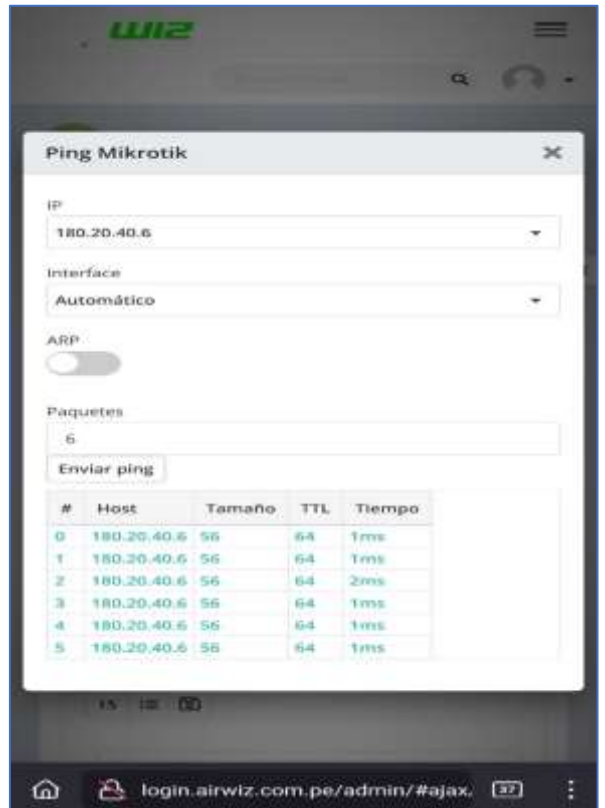 WIZ
Ping Mikrotik
IP
180.20.40.6
Interface
Automático
ARP
Paquetes
6
Enviar ping
# Host Tamaño TTL Tiempo
0 180.20.40.6 56 64 1ms
1 180.20.40.6 56 64 1ms
2 180.20.40.6 56 64 2ms
3 180.20.40.6 56 64 1ms
4 180.20.40.6 56 64 1ms
5 180.20.40.6 56 64 1ms
login.airwiz.com.pe/admin/#ajax. 37